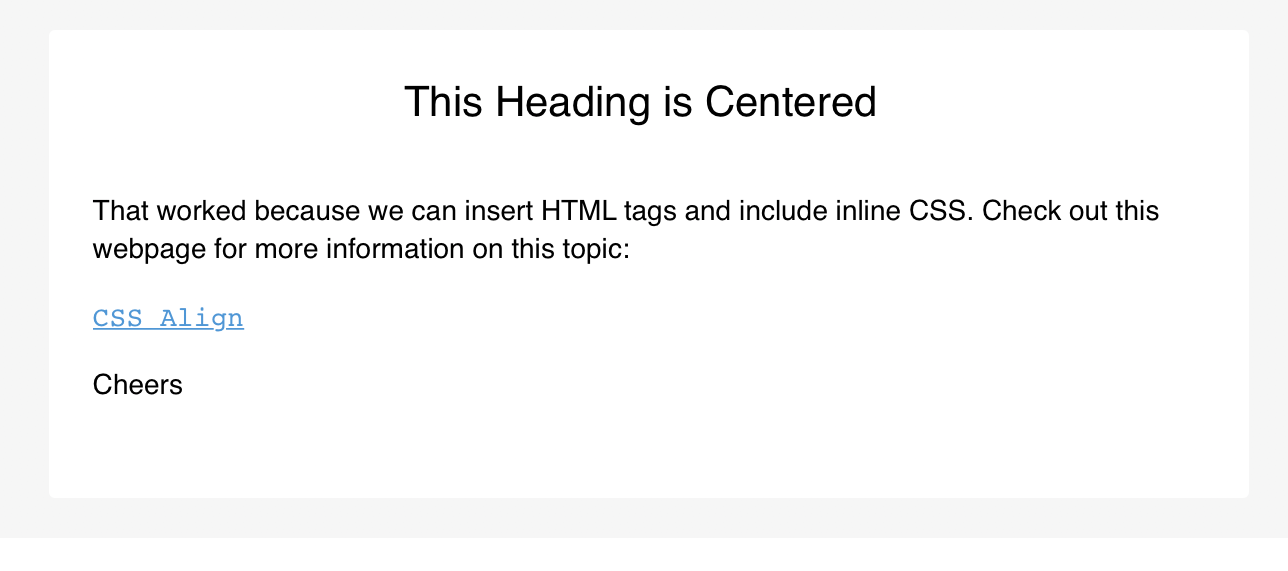 This Heading is Centered
That worked because we can insert HTML tags and include inline CSS. Check out this
webpage for more information on this topic:
CSS Align
Cheers